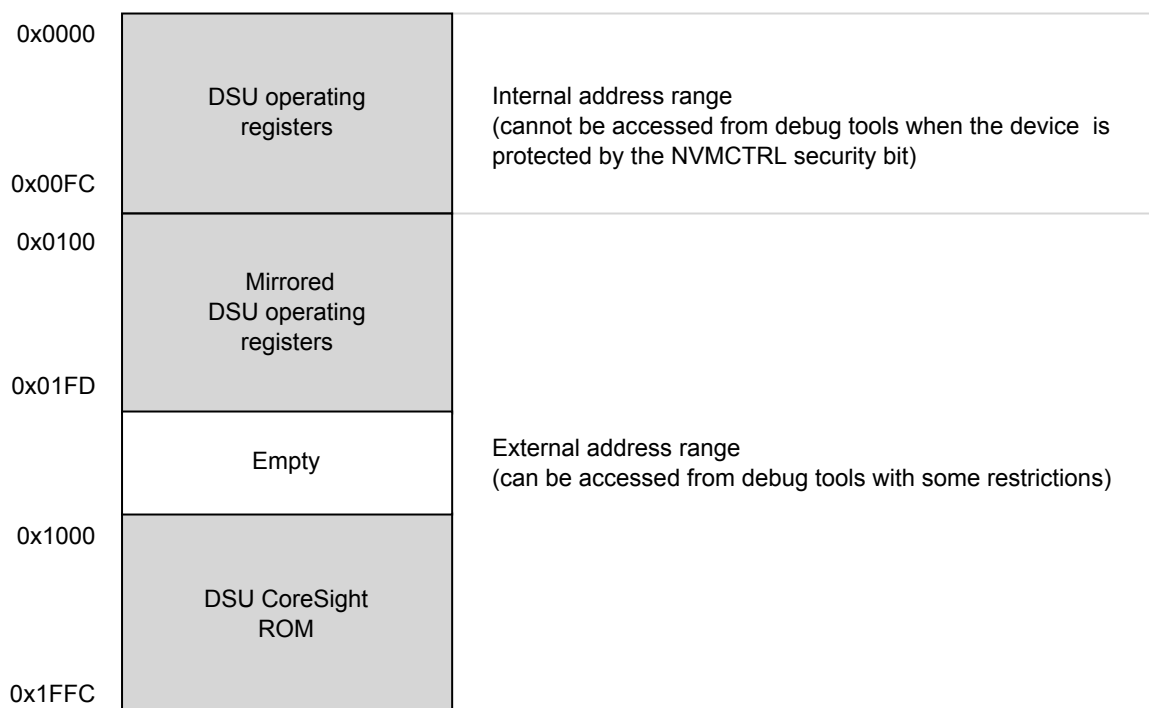 0x0000
DSU operating
registers
Internal address range
(cannot be accessed from debug tools when the device  is
protected by the NVMCTRL security bit)
0x00FC
0x0100
Mirrored
DSU operating
registers
0x01FD
Empty
External address range
(can be accessed from debug tools with some restrictions)
0x1000
DSU CoreSight
ROM
0x1FFC